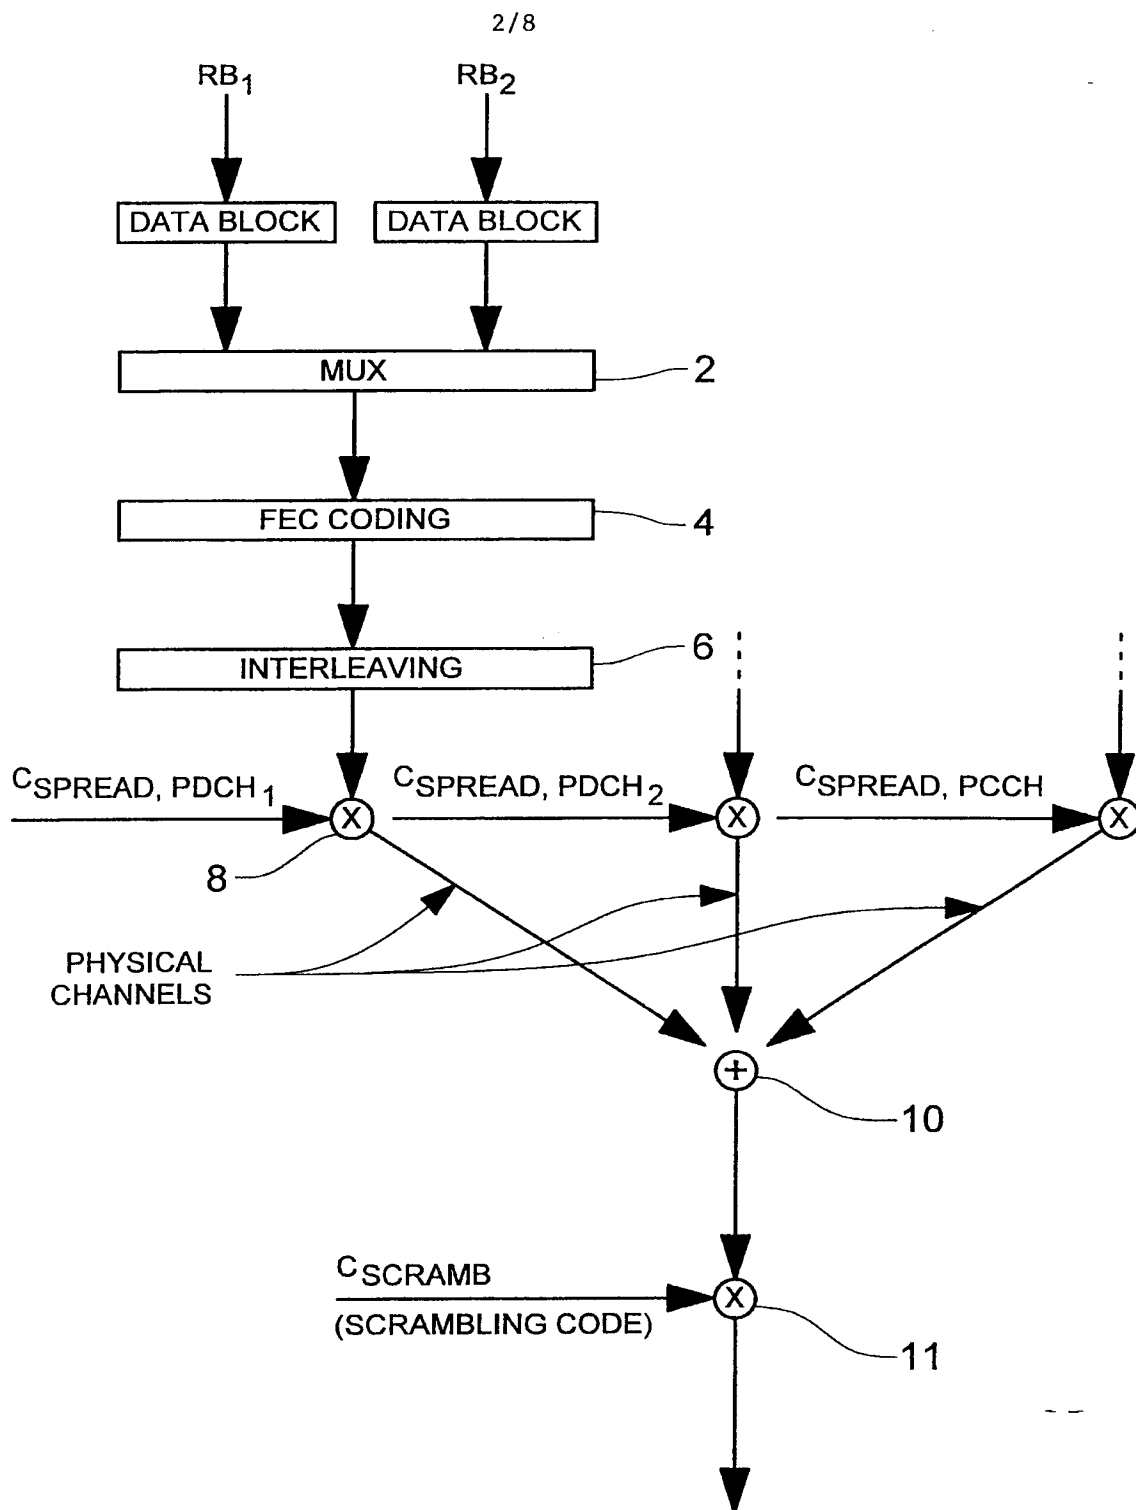 2/8
RB1 RB2
DATA BLOCK DATA BLOCK
MUX 2
FEC CODING 4
INTERLEAVING 6
CSPREAD, PDCH1 CSPREAD, PDCH2 CSPREAD, PCCH
X X X
8
PHYSICAL
CHANNELS
+
10
CSCRAMB
X
(SCRAMBLING CODE)
11